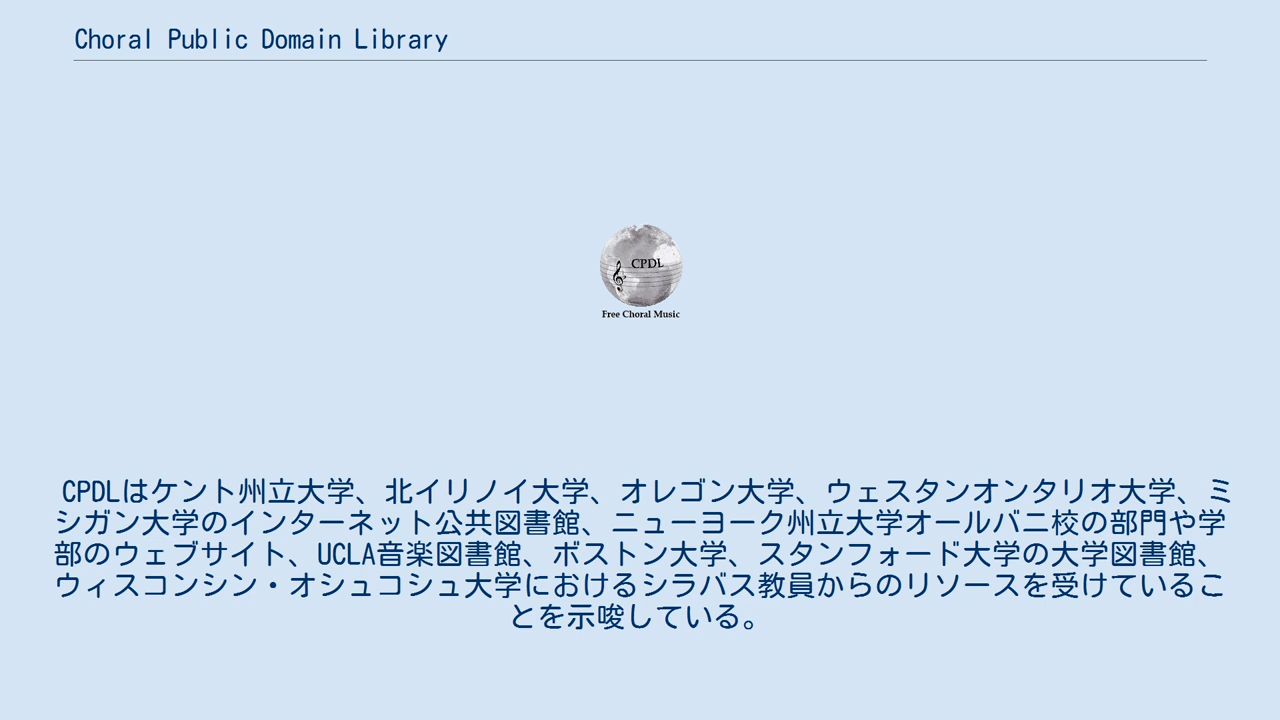 Choral Public Domain Library
CPDL
Free Choral Music
CPDLはケント州立大学、北イリノイ大学、オレゴン大学、ウェスタンオンタリオ大学、ミ
シガン大学のインターネット公共図書館、ニューヨーク州立大学オールバニ校の部門や学
部のウェブサイト、UCLA音楽図書館、ボストン大学、スタンフォード大学の大学図書館、
ウィスコンシン・オシュコシュ大学におけるシラバス教員からのリソースを受けているこ
とを示唆している。